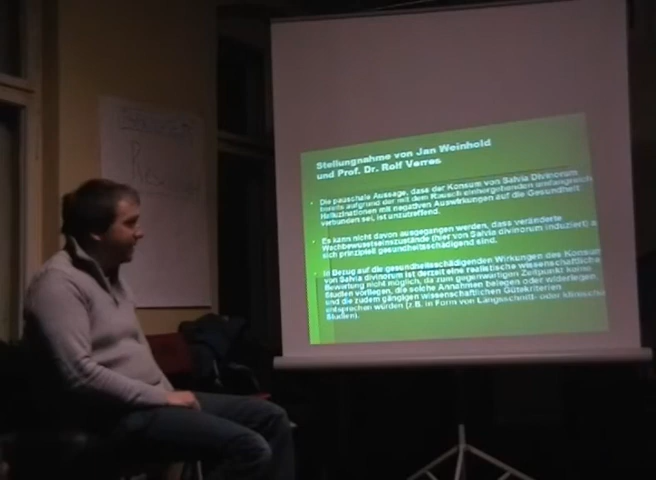 Stellungnahme von Jan Weinhold
und Prof. Dr. Rolf Verres
Die pauschale Aussage, dass der Konsum von Salvia Divinorum
bereits aufgrund der mit dem Rausch einhergehenden umfangreichen
Halluzinationen mit negativen Auswirkungen auf die Gesundheit
verbunden sei, ist unzutreffend.
Es kann nicht davon ausgegangen werden, dass veränderte
Wachbewusstseinszustände (hier von Salvia divinorum induziert) a
sich prinzipiell gesundheitsschädigend sind.
In Bezug auf die gesundheitsschädigenden Wirkungen des Konsum
von Salvia divinorum ist derzeit eine realistische wissenschaftliche
Bewertung nicht möglich, da zum gegenwärtigen Zeitpunkt keine
Studien vorliegen, die solche Annahmen belegen oder widerlegen
und die zudem gängigen wissenschaftlichen Gütekriterien
entsprechen würden (z.B. in Form von Längsschnitt- oder klinische
Studien).